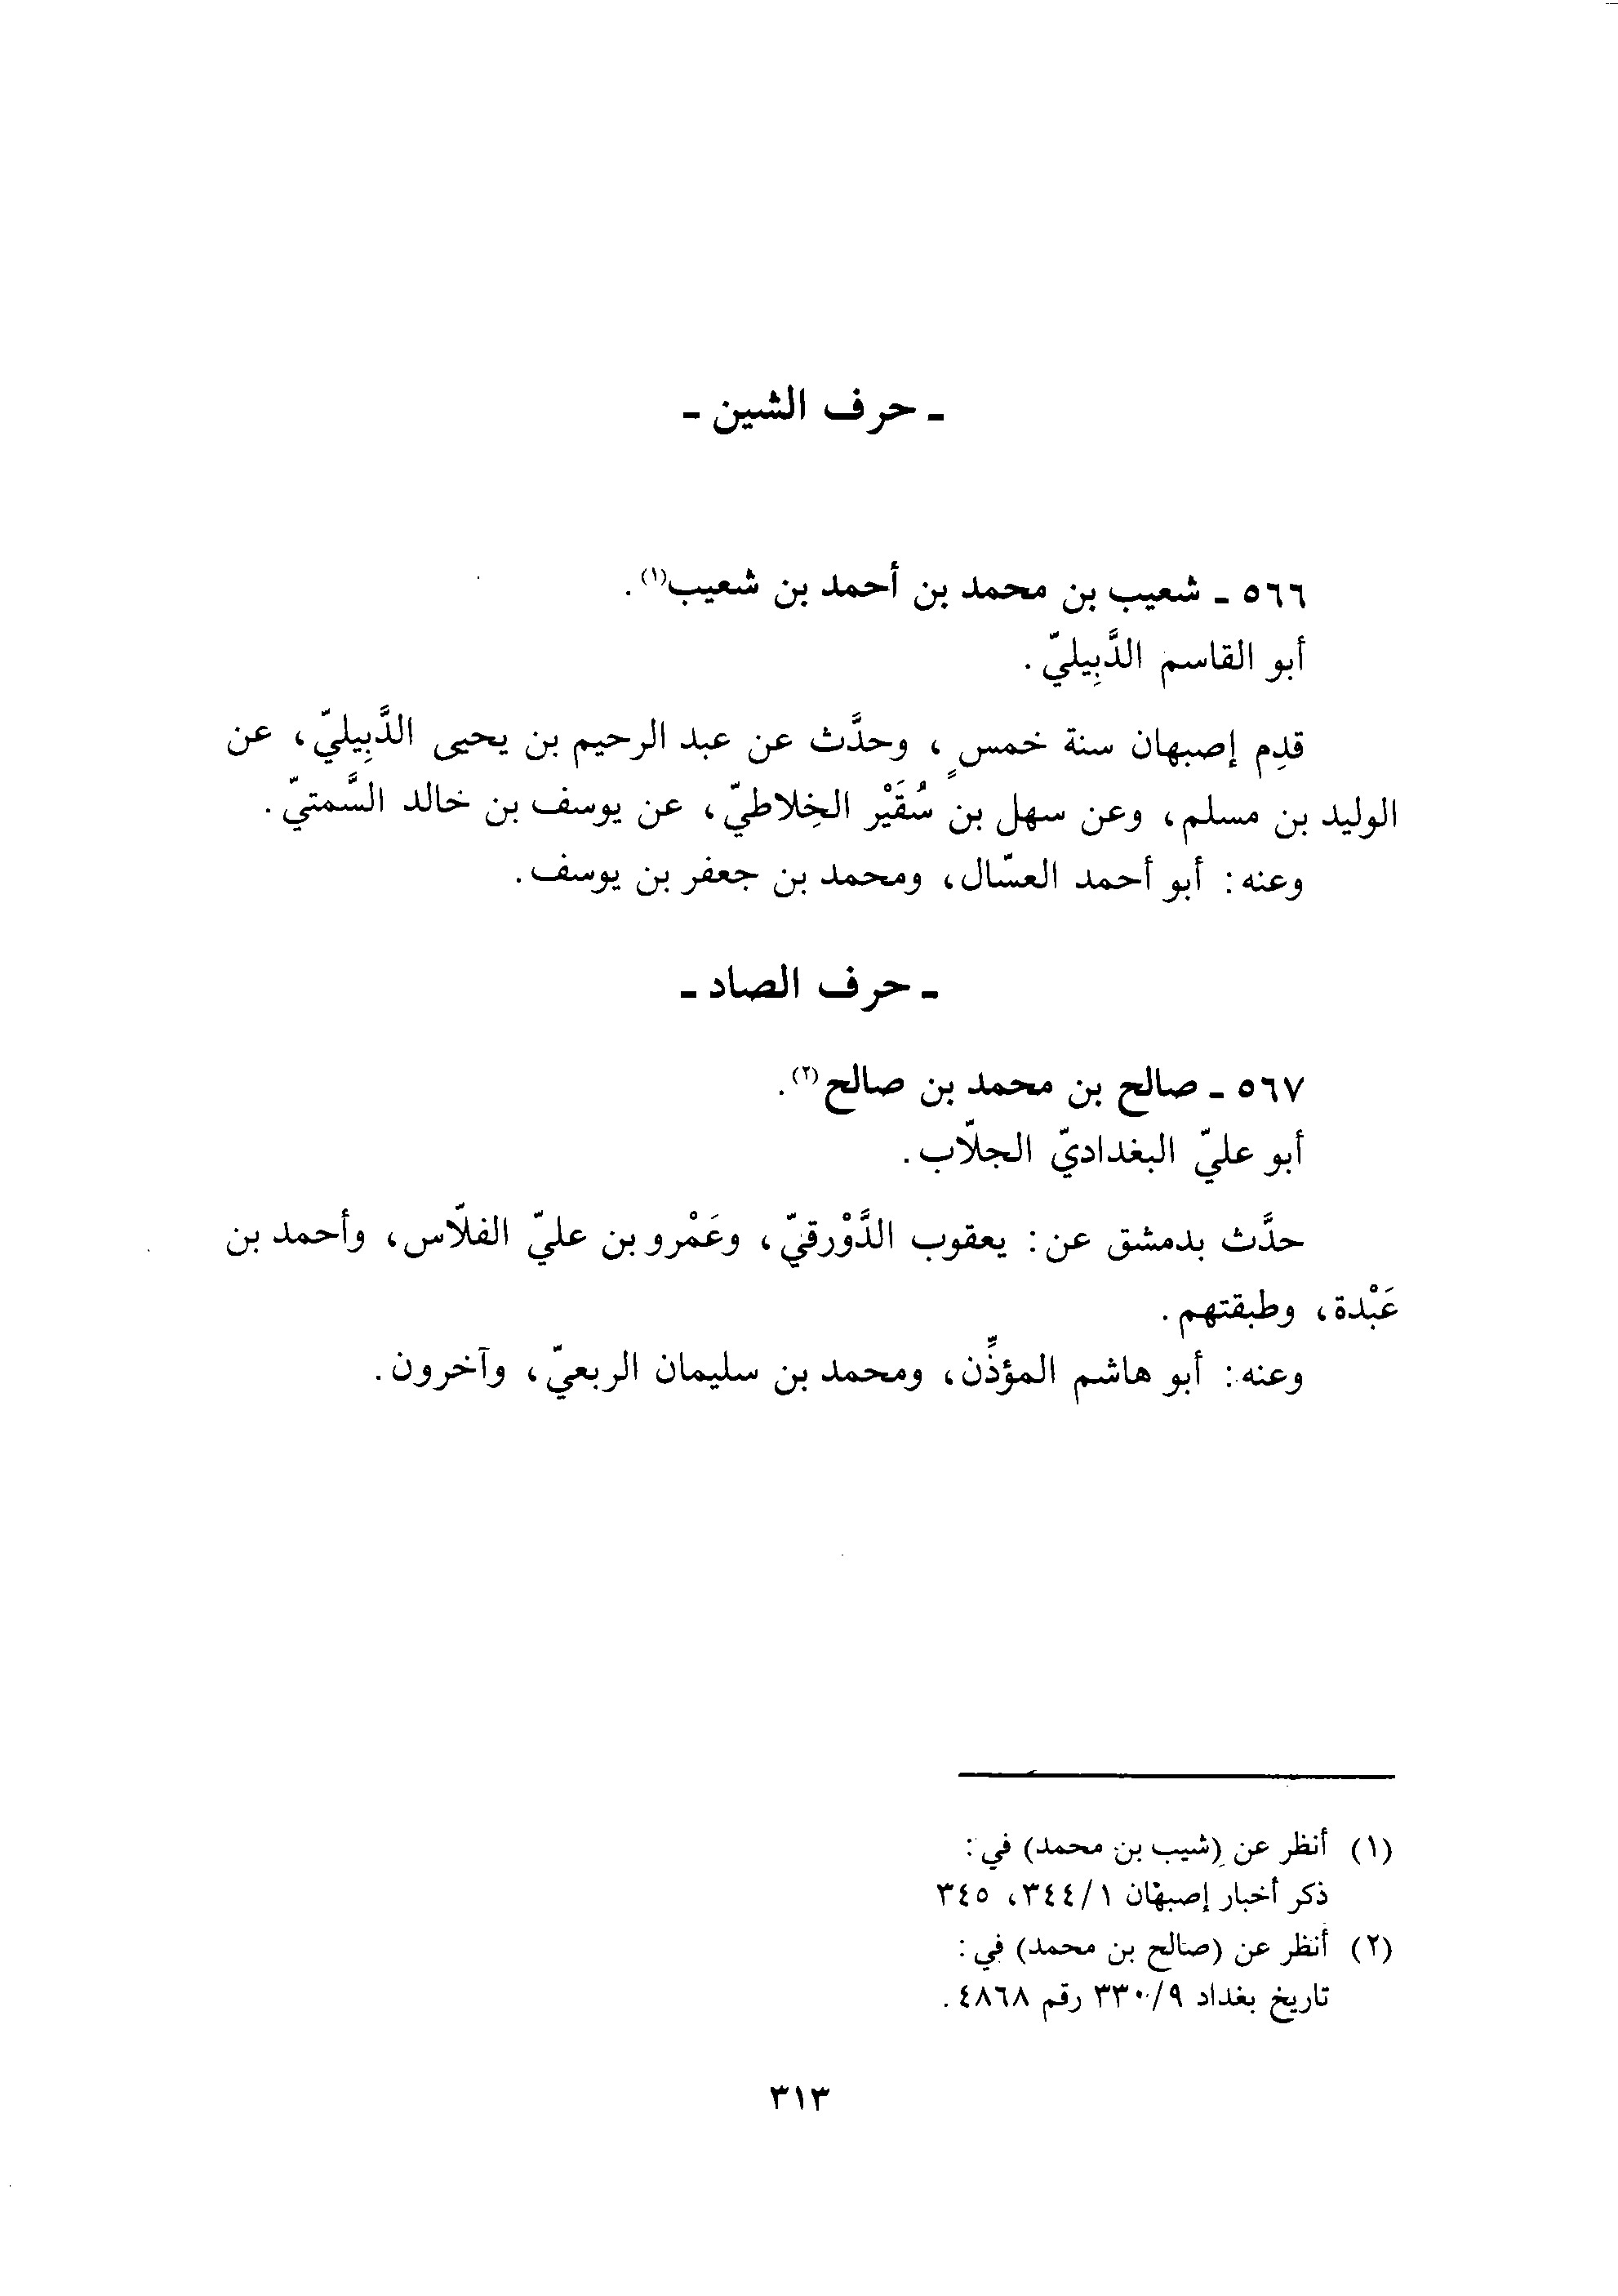 ـ حرف الشين ـ
٥٦٦ ـ شعيب بن محمد بن أحمد بن شعيب(١).
أبو القاسم الدَّبِيليّ.
قدِم إصبهان سنة خمسٍ، وحدَّث عن عبد الرحيم بن يحيى الدَّبِيليّ، عن
الوليد بن مسلم، وعن سهل بن سُقَيْر الخِلاطيّ، عن يوسف بن خالد السَّمتيّ.
وعنه: أبو أحمد العسّال، ومحمد بن جعفر بن يوسف.
ـ حرف الصاد ـ
٥٦٧ ـ صالح بن محمد بن صالح(٢).
أبو عليّ البغداديّ الجلّاب.
حدَّث بدمشق عن: يعقوب الدَّوْرقيّ، وعَمْرو بن عليّ الفلّاس، وأحمد بن
عَبْدة، وطبقتهم.
وعنه: أبو هاشم المؤذِّن، ومحمد بن سليمان الربعيّ، وآخرون.
(١) أنظر عن (شيب بن محمد) في:
ذكر أخبار إصبهان ٣٤٤/١، ٣٤٥
(٢) أنظر عن (صالح بن محمد) في:
تاريخ بغداد ٣٣٠/٩ رقم ٤٨٦٨.
٣١٣